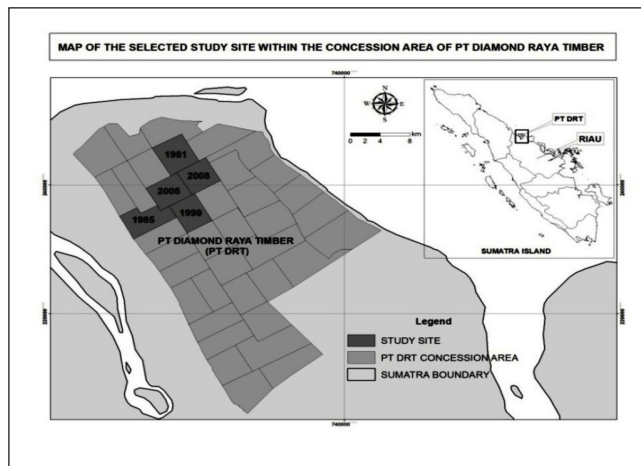 MAP OF THE SELECTED STUDY SITE WITHIN THE CONCESSION AREA OF PT DIAMOND RAYA TIMBER
740000
N
W
E
S
0 2 4 8
km
PT DRT
RIAU
SUMATRA ISLAND
1981
2008
2005
1985
1999
PT DIAMOND RAYA TIMBER
(PT DRT)
Legend
STUDY SITE
PT DRT CONCESSION AREA
SUMATRA BOUNDARY
740000